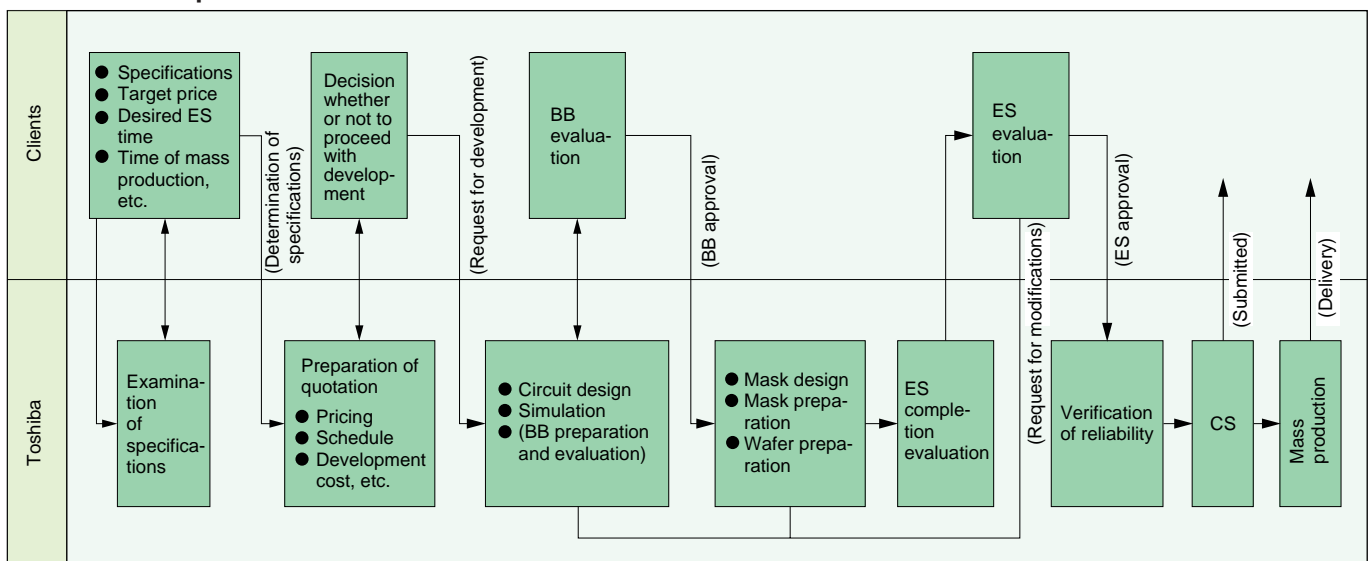 Clients
● Specifications
● Target price
● Desired ES
time
● Time of mass
production,
etc.
(Determination of
specifications)
Decision
whether
or not to
proceed
with
develop-
ment
(Request for development)
BB
evalua-
tion
(BB approval)
ES
evalua-
tion
(Request for modifications)
(ES approval)
(Submitted)
(Delivery)
Toshiba
Examina-
tion
of
specifica-
tions
Preparation of
quotation
● Pricing
● Schedule
● Development
cost, etc.
● Circuit design
● Simulation
● (BB preparation
and evaluation)
● Mask design
● Mask prepa-
ration
● Wafer prepa-
ration
ES
comple-
tion
evaluation
Verification
of reliability
CS
Mass
production